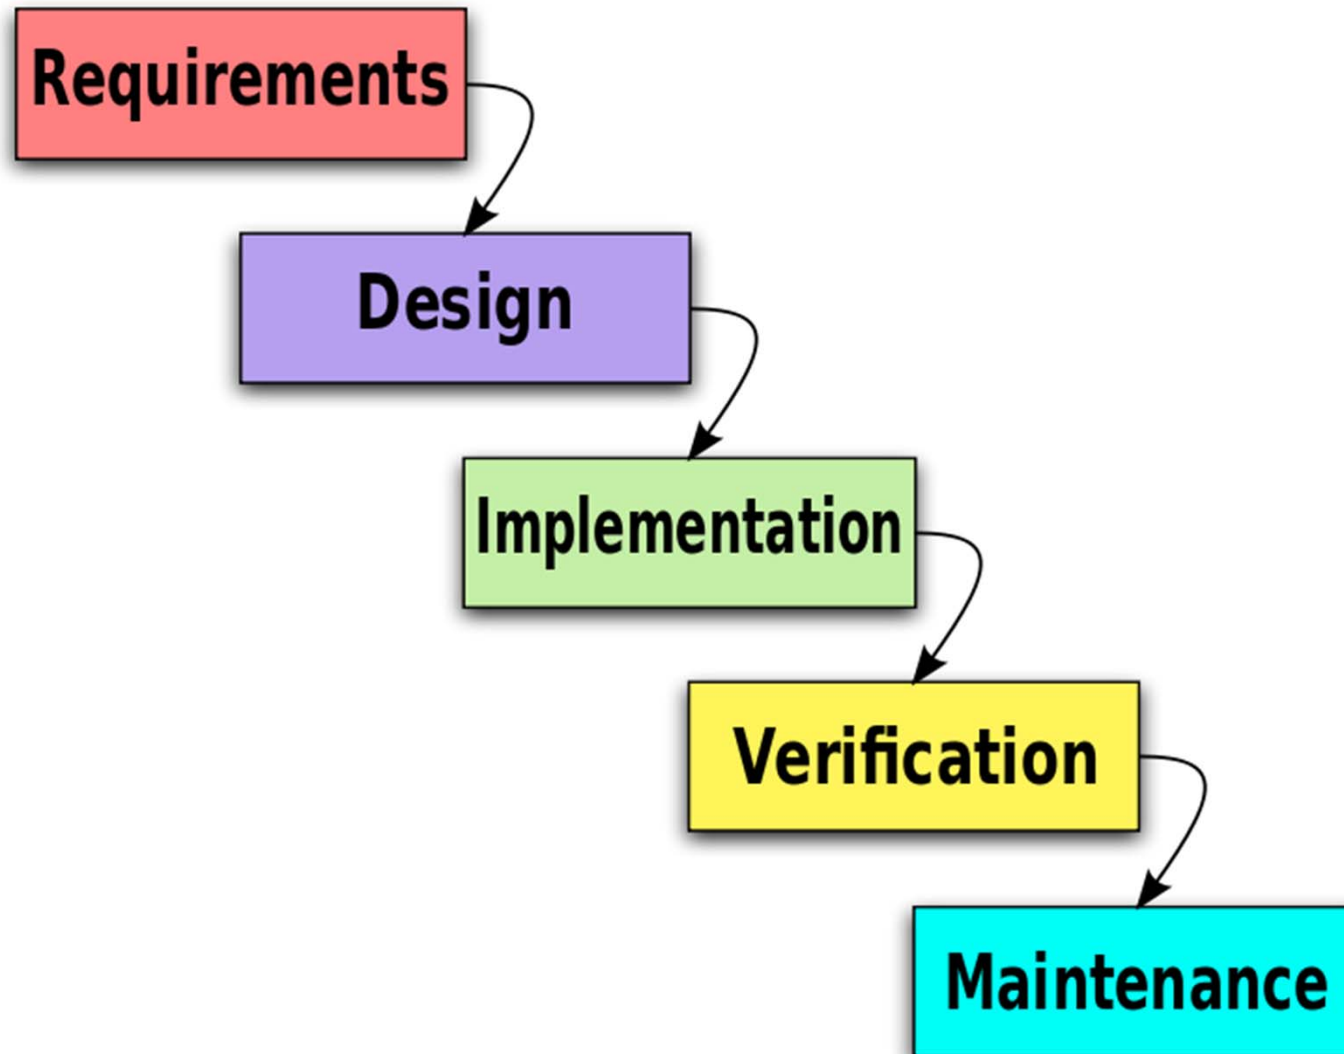 Requirements
Design
Implementation
Verification
Maintenance